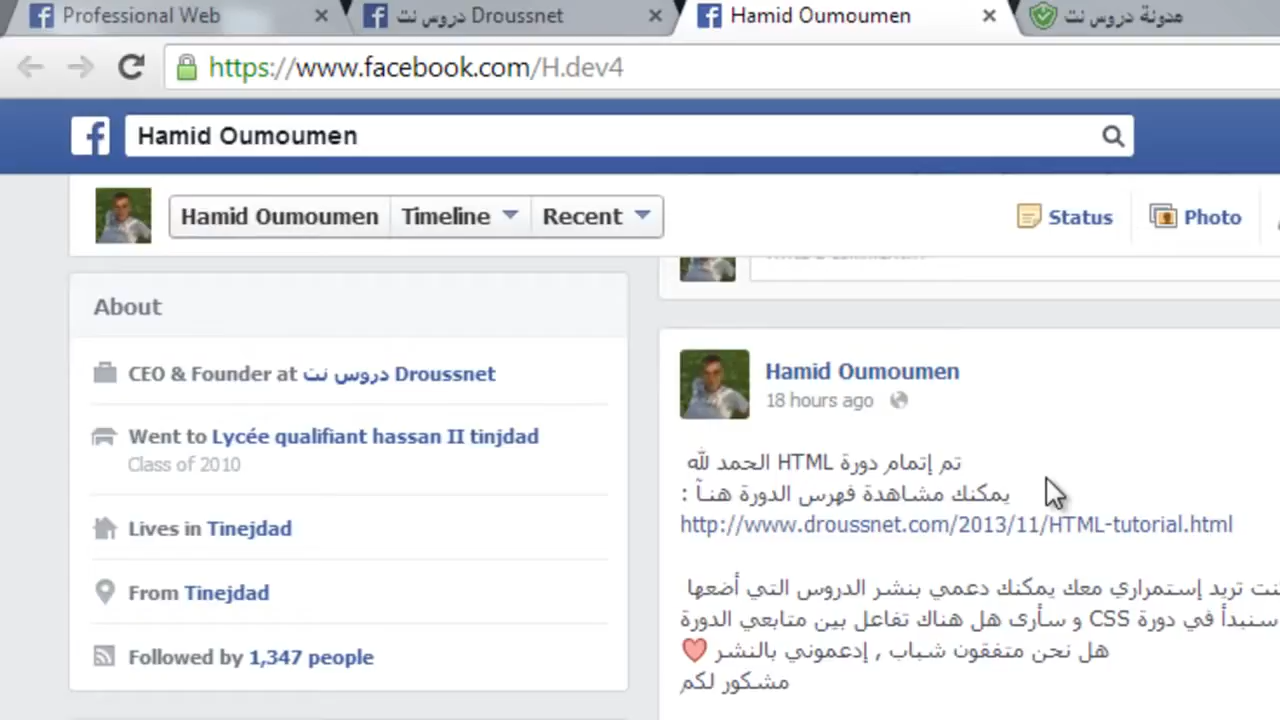 Professional Web
دروس نت Droussnet
Hamid Oumoumen
مدونة دروس نت
https://www.facebook.com/H.dev4
Hamid Oumoumen
Hamid Oumoumen
Timeline
Recent
Status
Photo
About
CEO & Founder at دروس نت Droussnet
Went to Lycée qualifiant hassan II tinjdad
Class of 2010
Lives in Tinejdad
From Tinejdad
Followed by 1,347 people
Hamid Oumoumen
18 hours ago
تم إتمام دورة HTML الحمد لله
يمكنك مشاهدة فهرس الدورة هنـآ :
http://www.droussnet.com/2013/11/HTML-tutorial.html
تريد إستمراري معك يمكنك دعمي بنشر الدروس التي أضعها
سنبدأ في دورة CSS و سأرى هل هناك تفاعل بين متابعي الدورة
هل نحن متفقون شباب , إدعموني بالنشر
مشكور لكم